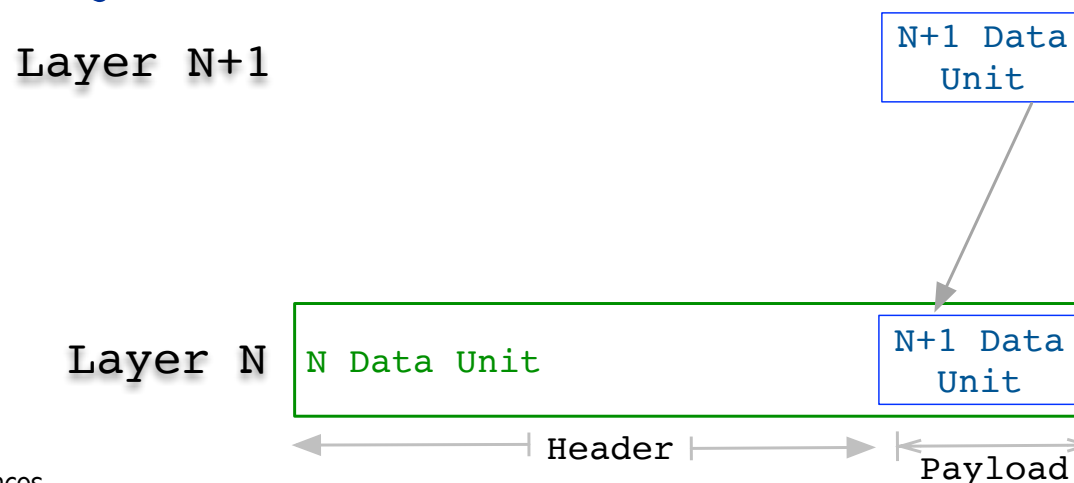 Layer N+1
N+1 Data
Unit
Layer N
N Data Unit
N+1 Data
Unit
Header
Payload